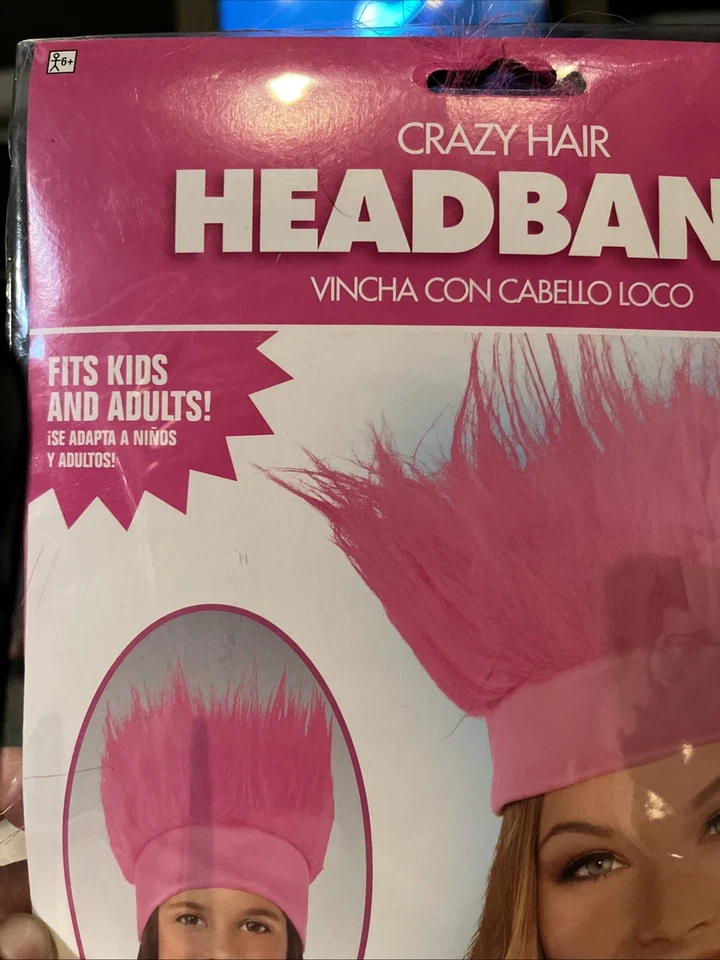 6+
CRAZY HAIR
HEADBAN
VINCHA CON CABELLO LOCO
FITS KIDS
AND ADULTS!
¡SE ADAPTA A NIÑOS
Y ADULTOS!